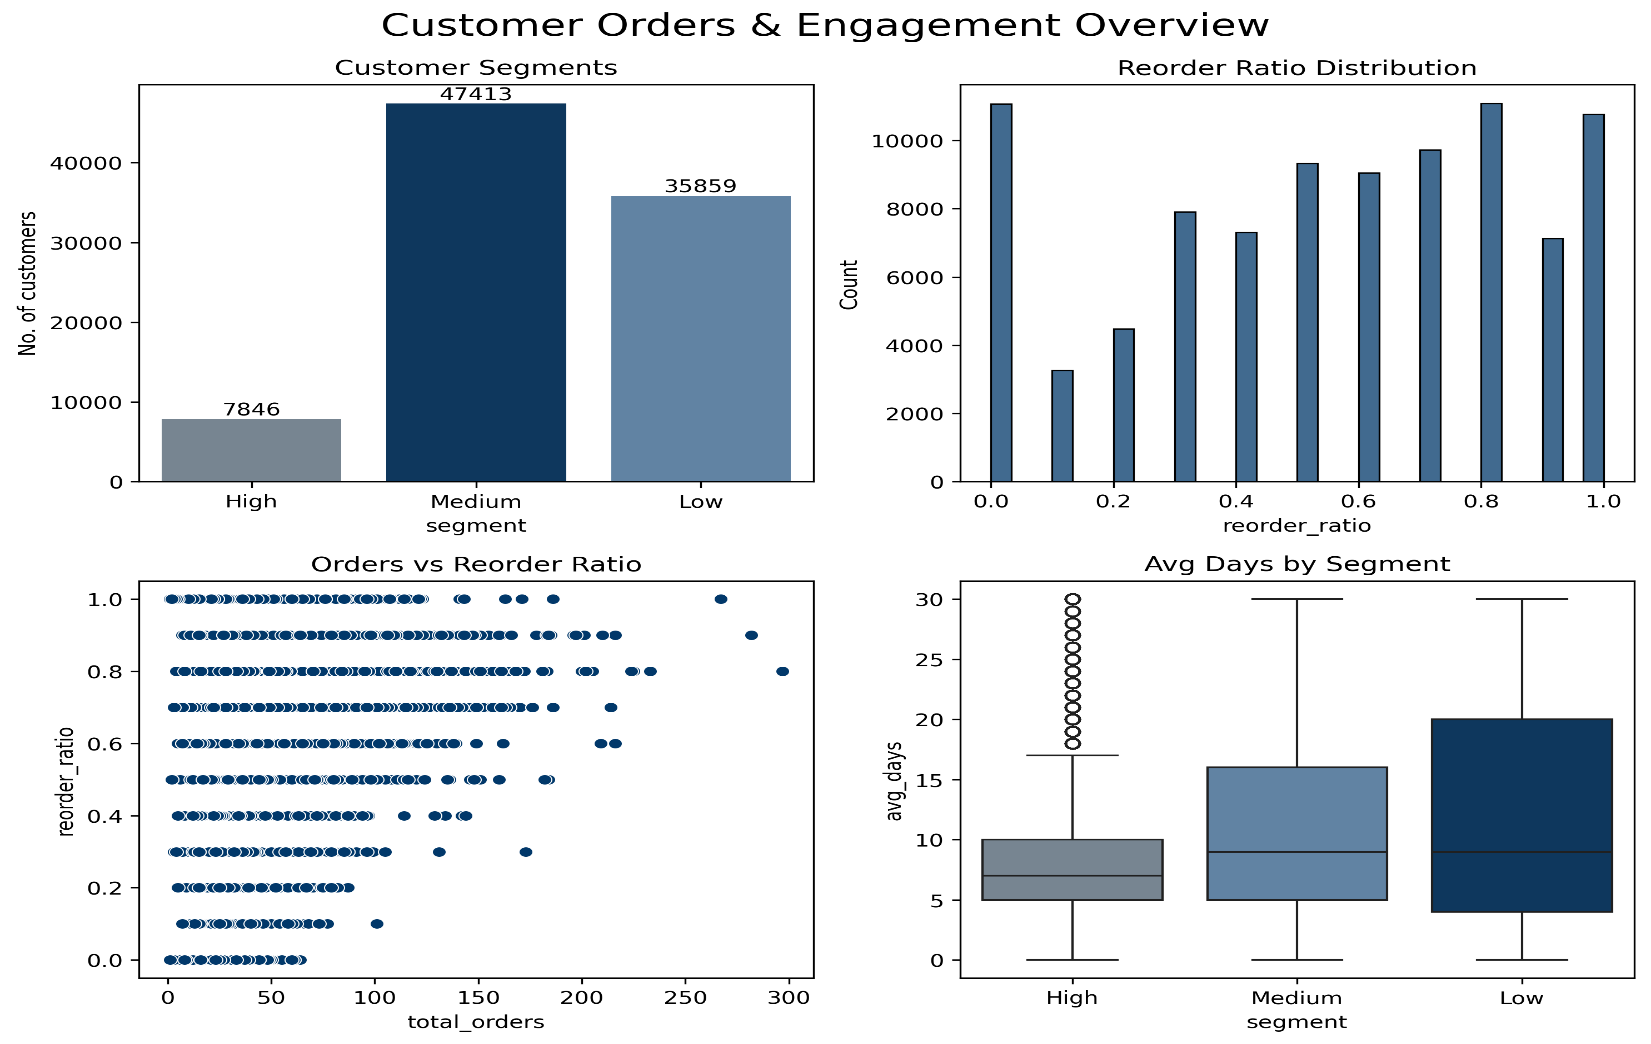 Customer Orders & Engagement Overview
Customer Segments
No. of customers
40000
30000
20000
10000
0
7846
47413
35859
High Medium Low
segment
Reorder Ratio Distribution
Count
10000
8000
6000
4000
2000
0
0.0 0.2 0.4 0.6 0.8 1.0
reorder_ratio
Orders vs Reorder Ratio
reorder_ratio
1.0
0.8
0.6
0.4
0.2
0.0
0 50 100 150 200 250 300
total_orders
Avg Days by Segment
avg_days
30
25
20
15
10
5
0
High Medium Low
segment